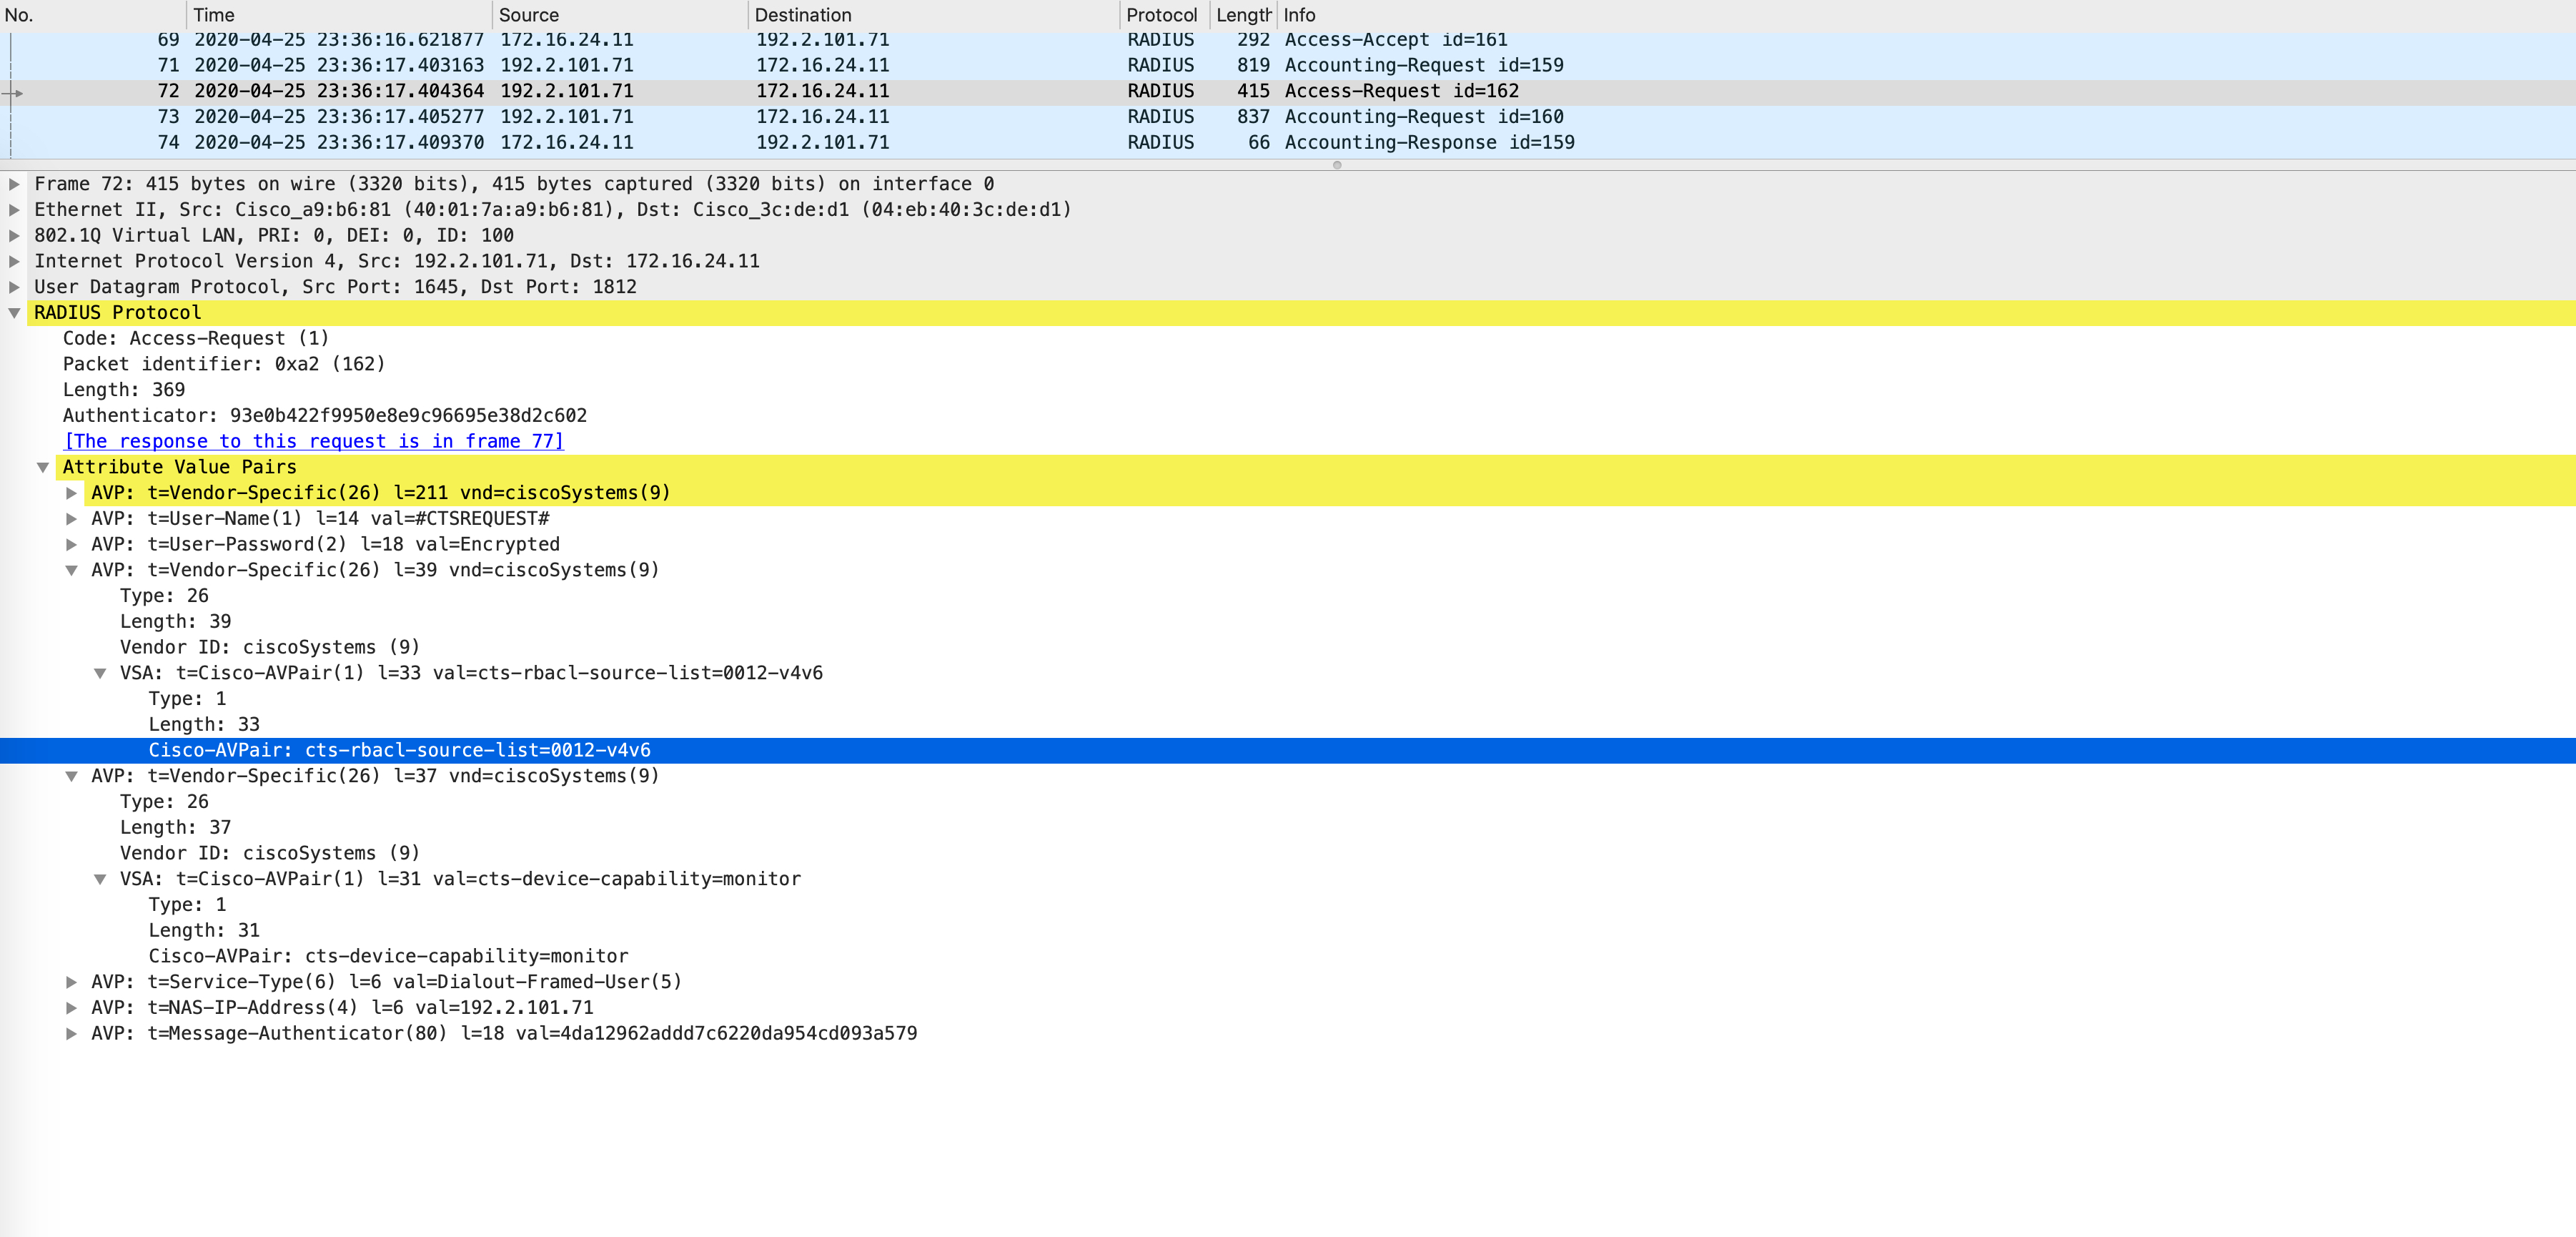 No. Time Source Destination Protocol Length Info
69 2020-04-25 23:36:16.621877 172.16.24.11 192.2.101.71 RADIUS 292 Access-Accept id=161
71 2020-04-25 23:36:17.403163 192.2.101.71 172.16.24.11 RADIUS 819 Accounting-Request id=159
72 2020-04-25 23:36:17.404364 192.2.101.71 172.16.24.11 RADIUS 415 Access-Request id=162
73 2020-04-25 23:36:17.405277 192.2.101.71 172.16.24.11 RADIUS 837 Accounting-Request id=160
74 2020-04-25 23:36:17.409370 172.16.24.11 192.2.101.71 RADIUS 66 Accounting-Response id=159
Frame 72: 415 bytes on wire (3320 bits), 415 bytes captured (3320 bits) on interface 0
Ethernet II, Src: Cisco_a9:b6:81 (40:01:7a:a9:b6:81), Dst: Cisco_3c:de:d1 (04:eb:40:3c:de:d1)
802.1Q Virtual LAN, PRI: 0, DEI: 0, ID: 100
Internet Protocol Version 4, Src: 192.2.101.71, Dst: 172.16.24.11
User Datagram Protocol, Src Port: 1645, Dst Port: 1812
RADIUS Protocol
Code: Access-Request (1)
Packet identifier: 0xa2 (162)
Length: 369
Authenticator: 93e0b422f9950e8e9c96695e38d2c602
[The response to this request is in frame 77]
Attribute Value Pairs
AVP: t=Vendor-Specific(26) l=211 vnd=ciscoSystems(9)
AVP: t=User-Name(1) l=14 val=#CTSREQUEST#
AVP: t=User-Password(2) l=18 val=Encrypted
AVP: t=Vendor-Specific(26) l=39 vnd=ciscoSystems(9)
Type: 26
Length: 39
Vendor ID: ciscoSystems (9)
VSA: t=Cisco-AVPair(1) l=33 val=cts-rbacl-source-list=0012-v4v6
Type: 1
Length: 33
Cisco-AVPair: cts-rbacl-source-list=0012-v4v6
AVP: t=Vendor-Specific(26) l=37 vnd=ciscoSystems(9)
Type: 26
Length: 37
Vendor ID: ciscoSystems (9)
VSA: t=Cisco-AVPair(1) l=31 val=cts-device-capability=monitor
Type: 1
Length: 31
Cisco-AVPair: cts-device-capability=monitor
AVP: t=Service-Type(6) l=6 val=Dialout-Framed-User(5)
AVP: t=NAS-IP-Address(4) l=6 val=192.2.101.71
AVP: t=Message-Authenticator(80) l=18 val=4da12962addd7c6220da954cd093a579